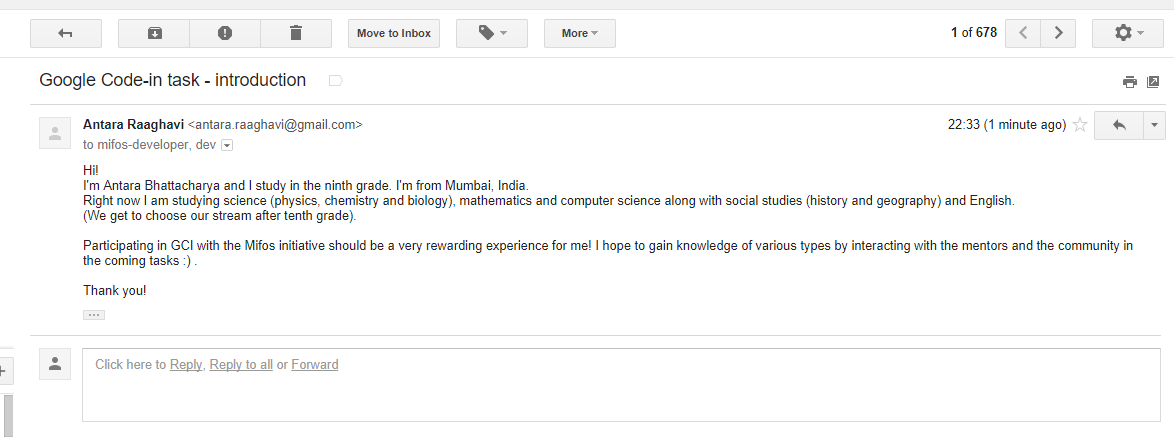 Move to Inbox
More
1 of 678
Google Code-in task - introduction
Antara Raaghavi <antara.raaghavi@gmail.com>
22:33 (1 minute ago)
to mifos-developer, dev
Hi!
I'm Antara Bhattacharya and I study in the ninth grade. I'm from Mumbai, India.
Right now I am studying science (physics, chemistry and biology), mathematics and computer science along with social studies (history and geography) and English.
(We get to choose our stream after tenth grade).
Participating in GCI with the Mifos initiative should be a very rewarding experience for me! I hope to gain knowledge of various types by interacting with the mentors and the community in
the coming tasks :) .
Thank you!
Click here to Reply, Reply to all or Forward